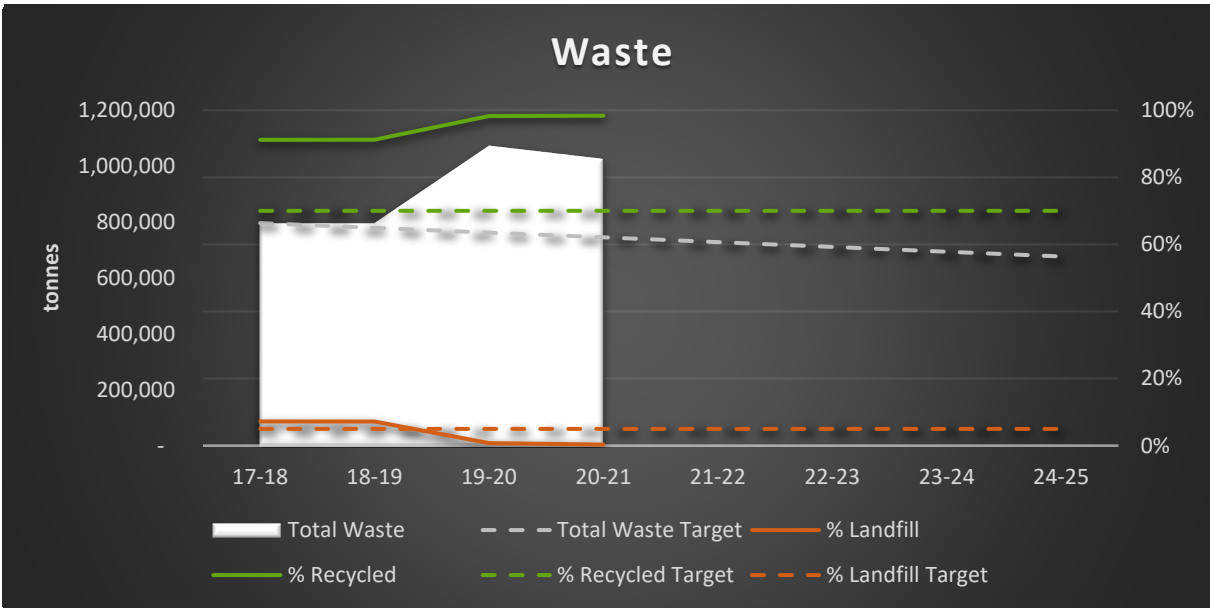 Waste
1,200,000
1,000,000
800,000
600,000
400,000
200,000
-
tonnes
100%
80%
60%
40%
20%
0%
17-18 18-19 19-20 20-21 21-22 22-23 23-24 24-25
Total Waste Total Waste Target % Landfill
% Recycled % Recycled Target % Landfill Target